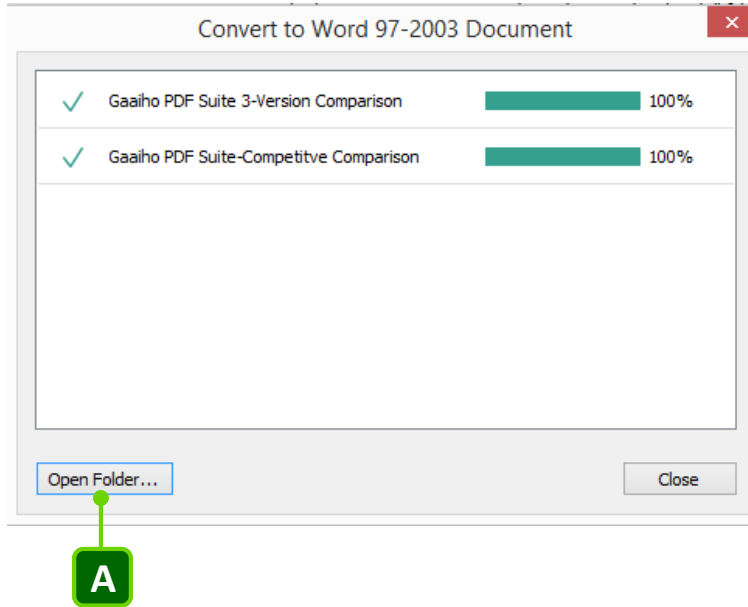 Convert to Word 97-2003 Document
Gaaiho PDF Suite 3-Version Comparison 100%
Gaaiho PDF Suite-Competitve Comparison 100%
Open Folder... Close
A